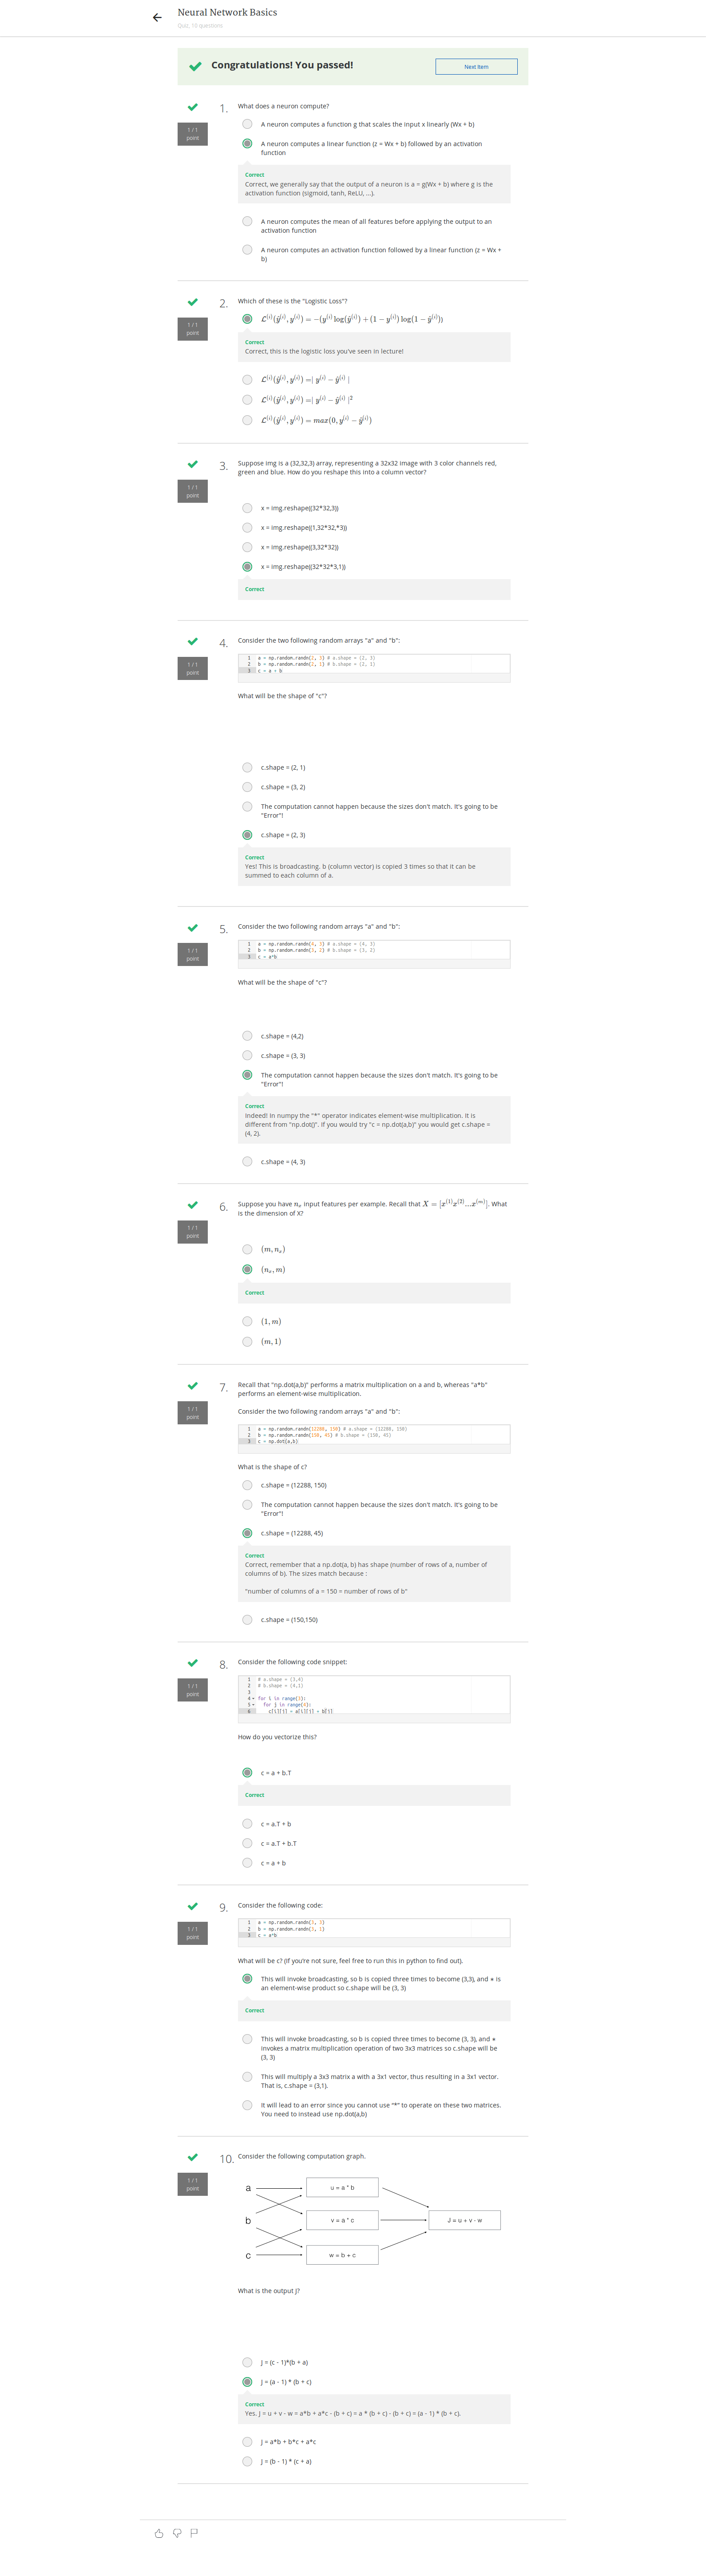 Neural Network Basics
Quiz, 10 questions
Congratulations! You passed!
Next Item
1 / 1
point
1.
What does a neuron compute?
A neuron computes a function g that scales the input x linearly (Wx + b)
A neuron computes a linear function (z = Wx + b) followed by an activation
function
Correct
Correct, we generally say that the output of a neuron is a = g(Wx + b) where g is the
activation function (sigmoid, tanh, ReLU, ...).
A neuron computes the mean of all features before applying the output to an
activation function
A neuron computes an activation function followed by a linear function (z = Wx +
b)
1 / 1
point
2.
Which of these is the "Logistic Loss"?
ℒ^(i)(ŷ^(i), y^(i)) = −(y^(i) log(ŷ^(i)) + (1 − y^(i)) log(1 − ŷ^(i)))
Correct
Correct, this is the logistic loss you've seen in lecture!
ℒ^(i)(ŷ^(i), y^(i)) =∣ y^(i) − ŷ^(i) ∣
ℒ^(i)(ŷ^(i), y^(i)) =∣ y^(i) − ŷ^(i) ∣²
ℒ^(i)(ŷ^(i), y^(i)) = max(0, y^(i) − ŷ^(i))
1 / 1
point
3.
Suppose img is a (32,32,3) array, representing a 32x32 image with 3 color channels red,
green and blue. How do you reshape this into a column vector?
x = img.reshape((32*32,3))
x = img.reshape((1,32*32,*3))
x = img.reshape((3,32*32))
x = img.reshape((32*32*3,1))
Correct
1 / 1
point
4.
Consider the two following random arrays "a" and "b":
1 a = np.random.randn(2, 3) # a.shape = (2, 3)
2 b = np.random.randn(2, 1) # b.shape = (2, 1)
3 c = a + b
What will be the shape of "c"?
c.shape = (2, 1)
c.shape = (3, 2)
The computation cannot happen because the sizes don't match. It's going to be
"Error"!
c.shape = (2, 3)
Correct
Yes! This is broadcasting. b (column vector) is copied 3 times so that it can be
summed to each column of a.
1 / 1
point
5.
Consider the two following random arrays "a" and "b":
1 a = np.random.randn(4, 3) # a.shape = (4, 3)
2 b = np.random.randn(3, 2) # b.shape = (3, 2)
3 c = a*b
What will be the shape of "c"?
c.shape = (4,2)
c.shape = (3, 3)
The computation cannot happen because the sizes don't match. It's going to be
"Error"!
Correct
Indeed! In numpy the "*" operator indicates element-wise multiplication. It is
different from "np.dot()". If you would try "c = np.dot(a,b)" you would get c.shape =
(4, 2).
c.shape = (4, 3)
1 / 1
point
6.
Suppose you have nₓ input features per example. Recall that X = [x^(1) x^(2)...x^(m)]. What
is the dimension of X?
(m, nₓ)
(nₓ, m)
Correct
(1, m)
(m, 1)
1 / 1
point
7.
Recall that "np.dot(a,b)" performs a matrix multiplication on a and b, whereas "a*b"
performs an element-wise multiplication.
Consider the two following random arrays "a" and "b":
1 a = np.random.randn(12288, 150) # a.shape = (12288, 150)
2 b = np.random.randn(150, 45) # b.shape = (150, 45)
3 c = np.dot(a,b)
What is the shape of c?
c.shape = (12288, 150)
The computation cannot happen because the sizes don't match. It's going to be
"Error"!
c.shape = (12288, 45)
Correct
Correct, remember that a np.dot(a, b) has shape (number of rows of a, number of
columns of b). The sizes match because :
"number of columns of a = 150 = number of rows of b"
c.shape = (150,150)
1 / 1
point
8.
Consider the following code snippet:
1 # a.shape = (3,4)
2 # b.shape = (4,1)
3
4 for i in range(3):
5 for j in range(4):
6 c[i][j] = a[i][j] + b[j]
How do you vectorize this?
c = a + b.T
Correct
c = a.T + b
c = a.T + b.T
c = a + b
1 / 1
point
9.
Consider the following code:
1 a = np.random.randn(3, 3)
2 b = np.random.randn(3, 1)
3 c = a*b
What will be c? (If you're not sure, feel free to run this in python to find out).
This will invoke broadcasting, so b is copied three times to become (3,3), and ∗ is
an element-wise product so c.shape will be (3, 3)
Correct
This will invoke broadcasting, so b is copied three times to become (3, 3), and ∗
invokes a matrix multiplication operation of two 3x3 matrices so c.shape will be
(3, 3)
This will multiply a 3x3 matrix a with a 3x1 vector, thus resulting in a 3x1 vector.
That is, c.shape = (3,1).
It will lead to an error since you cannot use "*" to operate on these two matrices.
You need to instead use np.dot(a,b)
1 / 1
point
10.
Consider the following computation graph.
a
u = a * b
b
v = a * c
J = u + v - w
c
w = b + c
What is the output J?
J = (c - 1)*(b + a)
J = (a - 1) * (b + c)
Correct
Yes. J = u + v - w = a*b + a*c - (b + c) = a * (b + c) - (b + c) = (a - 1) * (b + c).
J = a*b + b*c + a*c
J = (b - 1) * (c + a)